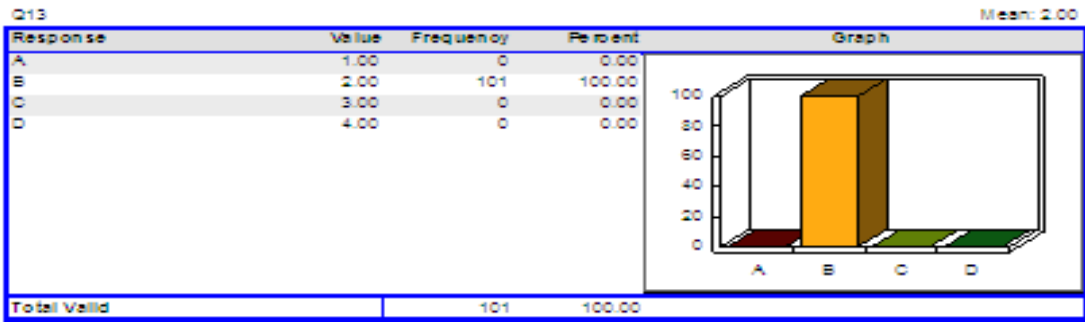 Q13 Mean: 2.00
Response Value Frequency Percent Graph
A 1.00 0 0.00
B 2.00 101 100.00
C 3.00 0 0.00
D 4.00 0 0.00
100
80
60
40
20
0
A B C D
Total Valid 101 100.00